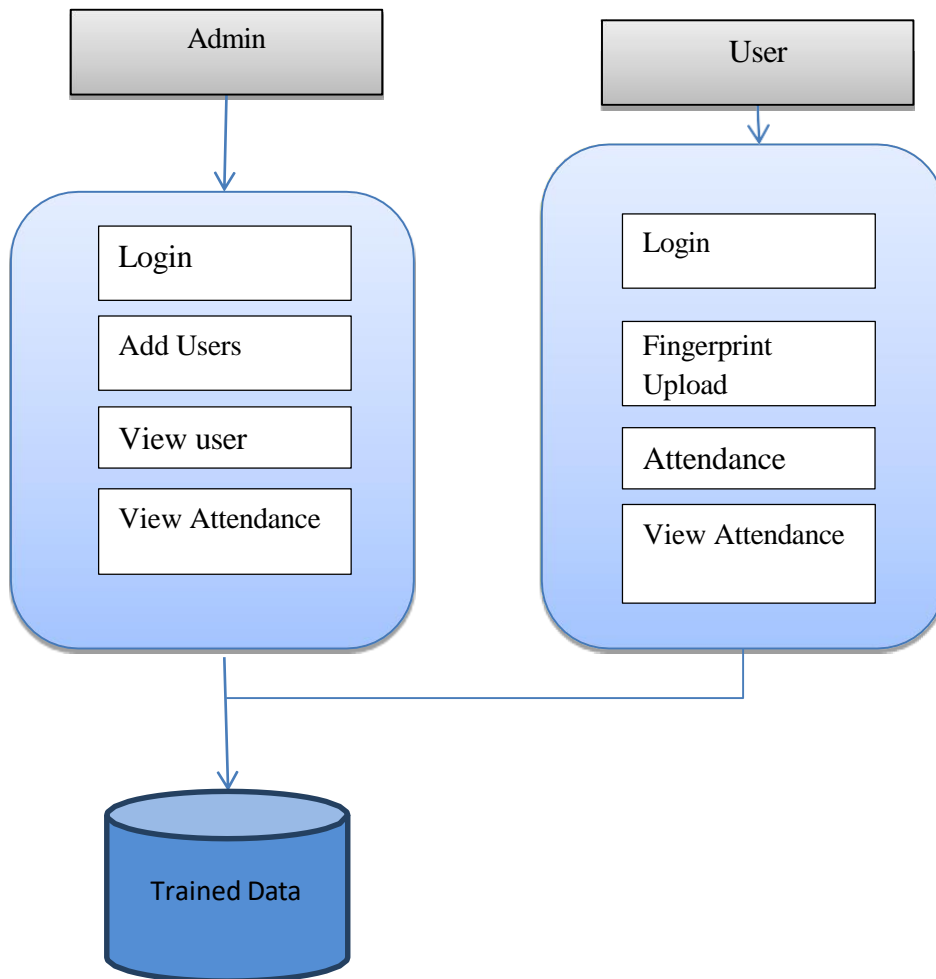 Admin
Login
Add Users
View user
View Attendance
User
Login
Fingerprint
Upload
Attendance
View Attendance
Trained Data